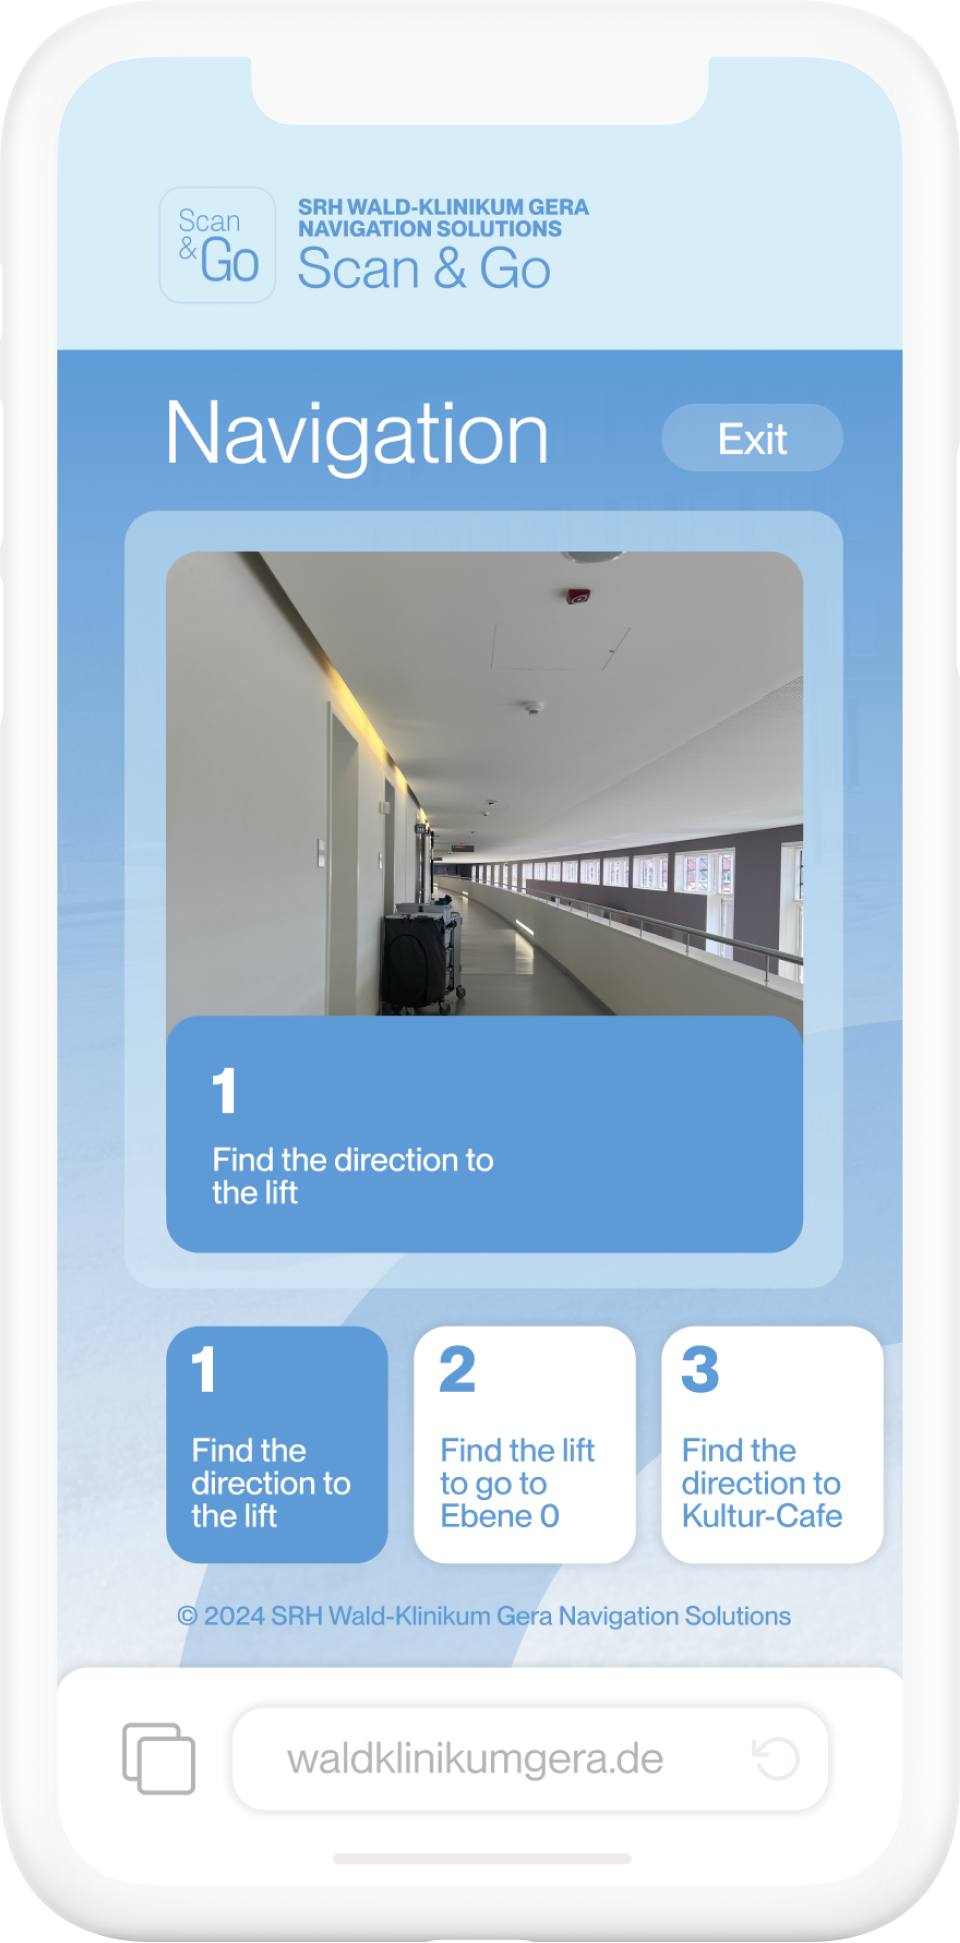 Scan
&Go
SRH WALD-KLINIKUM GERA
NAVIGATION SOLUTIONS
Scan & Go
Navigation
Exit
1
Find the direction to
the lift
1
Find the
direction to
the lift
2
Find the lift
to go to
Ebene 0
3
Find the
direction to
Kultur-Cafe
© 2024 SRH Wald-Klinikum Gera Navigation Solutions
waldklinikumgera.de